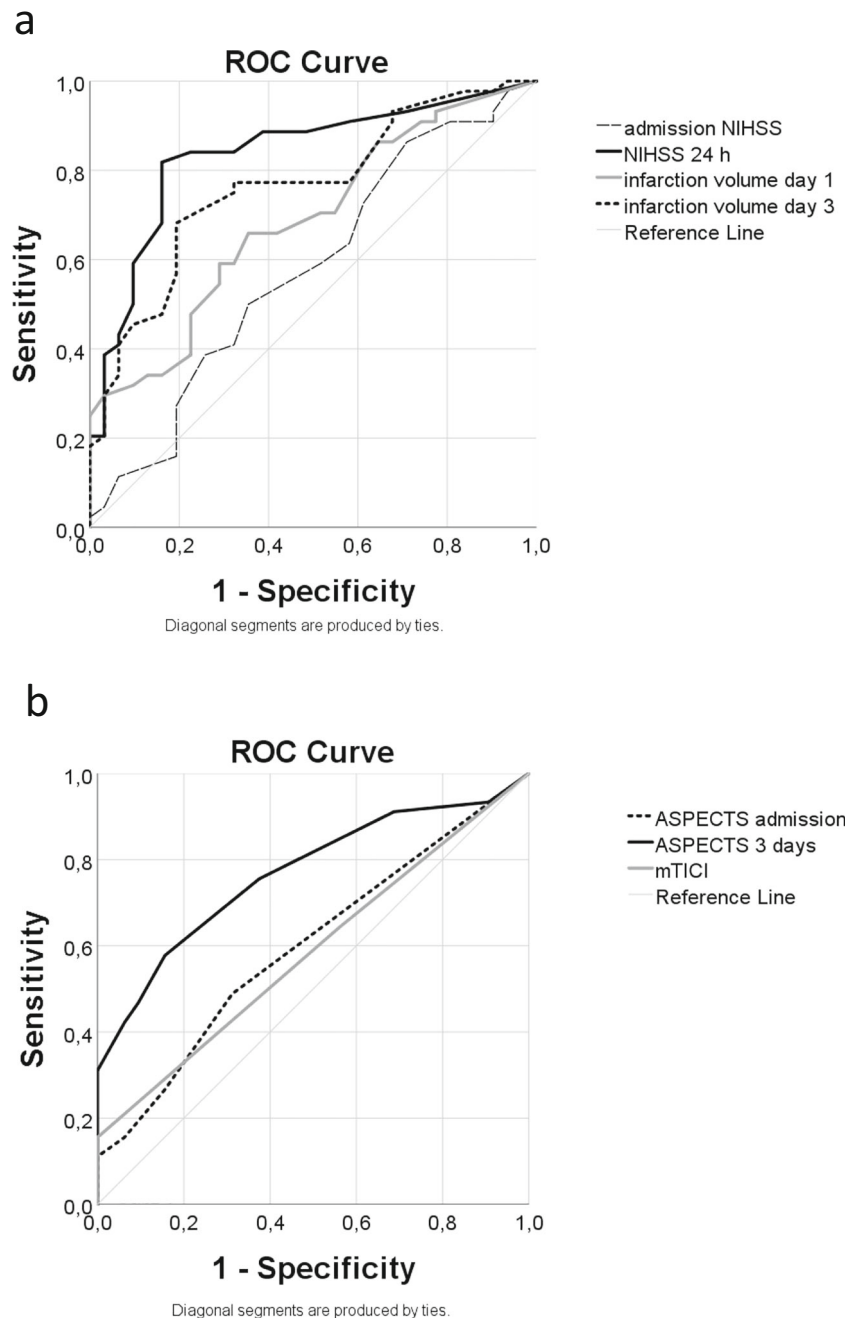 a
ROC Curve
admission NIHSS
NIHSS 24 h
infarction volume day 1
infarction volume day 3
Reference Line
Sensitivity
1,0
0,8
0,6
0,4
0,2
0,0
0,0 0,2 0,4 0,6 0,8 1,0
1 - Specificity
Diagonal segments are produced by ties.
b
ROC Curve
ASPECTS admission
ASPECTS 3 days
mTICI
Reference Line
Sensitivity
1,0
0,8
0,6
0,4
0,2
0,0
0,0 0,2 0,4 0,6 0,8 1,0
1 - Specificity
Diagonal segments are produced by ties.